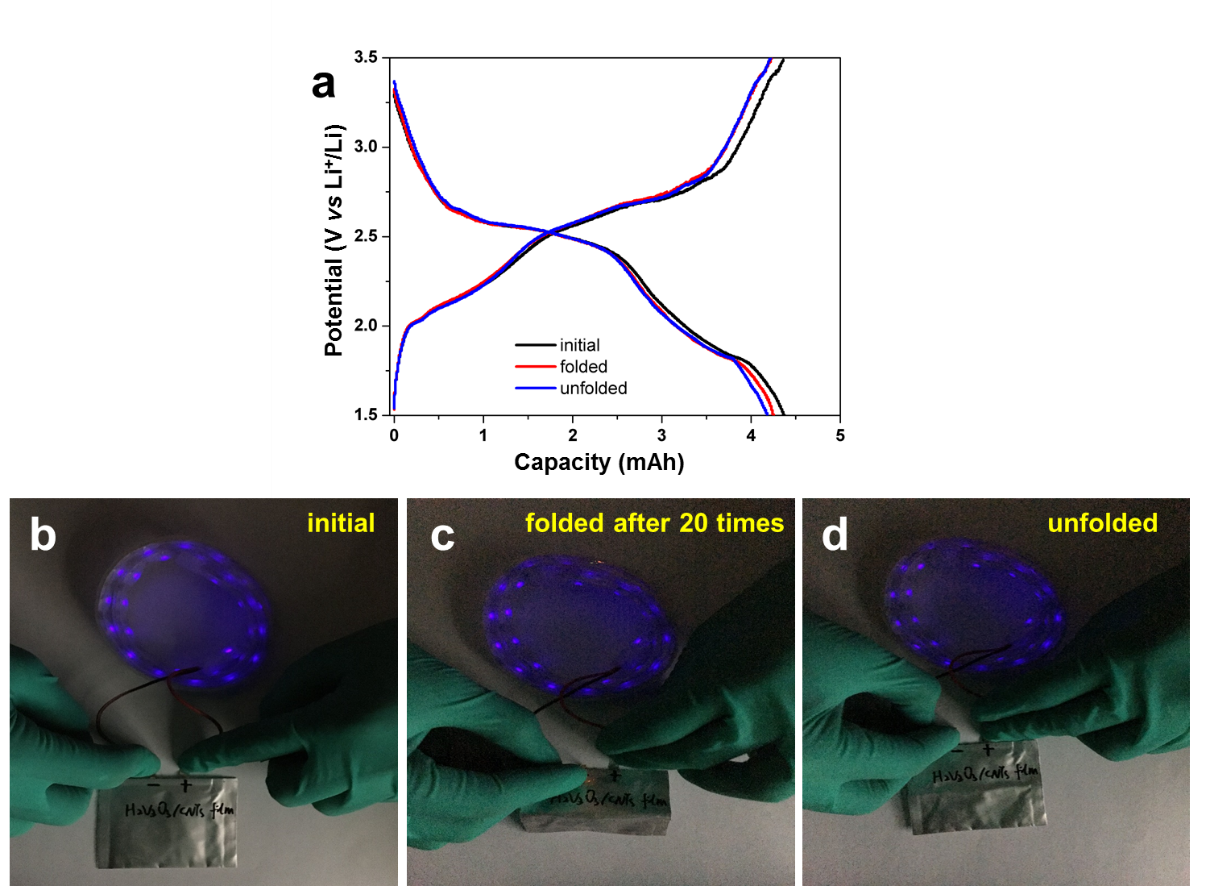 a
3.5
3.0
2.5
2.0
1.5
Potential (V vs Li⁺/Li)
initial
folded
unfolded
0 1 2 3 4 5
Capacity (mAh)
b initial
c folded after 20 times
d unfolded
− +
H2V3O8/CNTs film
+
H2V3O8/CNTs film
− +
H2V3O8/CNTs film